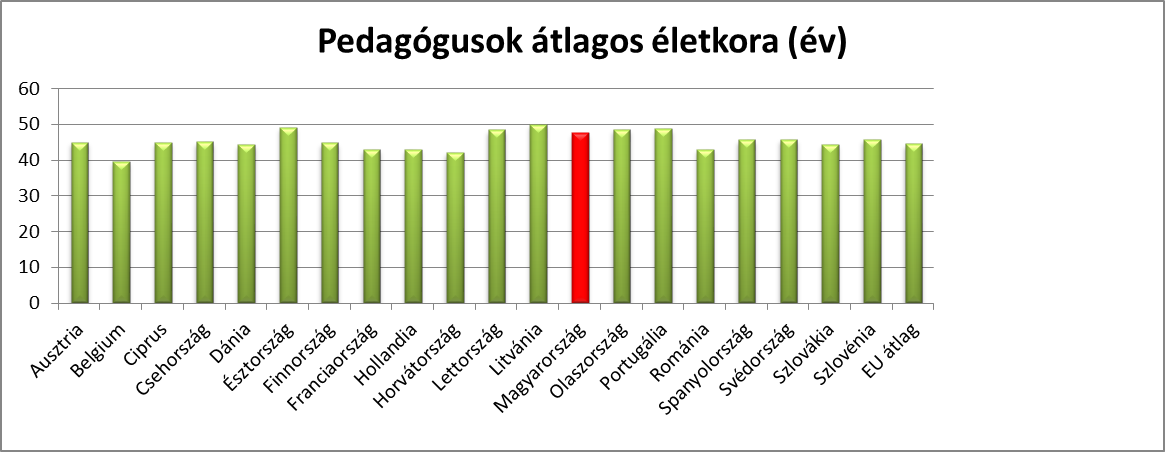 Pedagógusok átlagos életkora (év)
60
50
40
30
20
10
0
Ausztria
Belgium
Ciprus
Csehország
Dánia
Észtország
Finnország
Franciaország
Hollandia
Horvátország
Lettország
Litvánia
Magyarország
Olaszország
Portugália
Románia
Spanyolország
Svédország
Szlovákia
Szlovénia
EU átlag